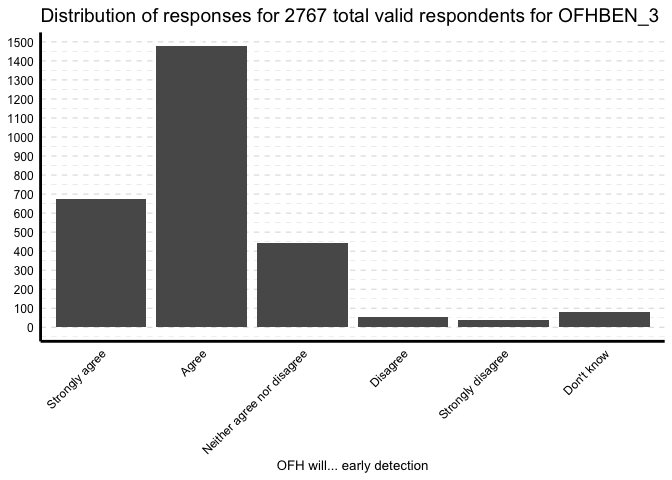 Distribution of responses for 2767 total valid respondents for OFHBEN_3
1500
1400
1300
1200
1100
1000
900
800
700
600
500
400
300
200
100
0
Strongly agree
Agree
Neither agree nor disagree
Disagree
Strongly disagree
Don't know
OFH will... early detection